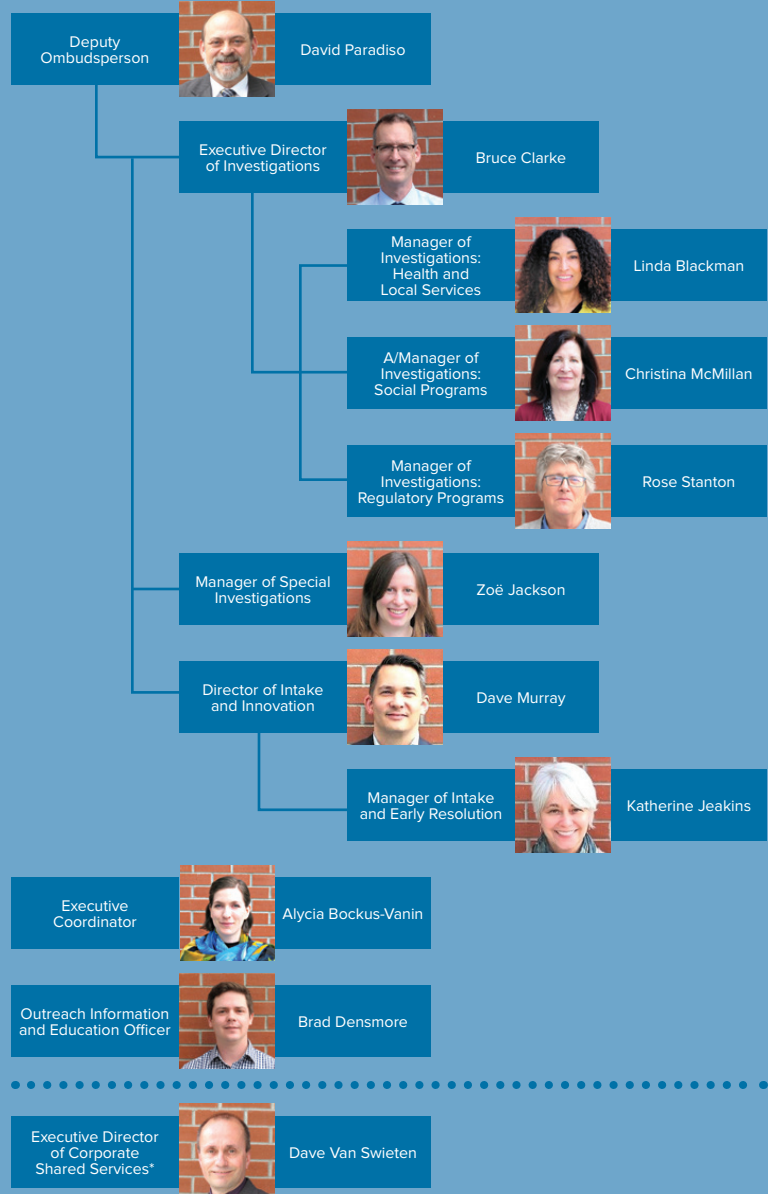 Deputy
Ombudsperson
David Paradiso
Executive Director
of Investigations
Bruce Clarke
Manager of
Investigations:
Health and
Local Services
Linda Blackman
A/Manager of
Investigations:
Social Programs
Christina McMillan
Manager of
Investigations:
Regulatory Programs
Rose Stanton
Manager of Special
Investigations
Zoë Jackson
Director of Intake
and Innovation
Dave Murray
Manager of Intake
and Early Resolution
Katherine Jeakins
Executive
Coordinator
Alycia Bockus-Vanin
Outreach Information
and Education Officer
Brad Densmore
Executive Director
of Corporate
Shared Services*
Dave Van Swieten